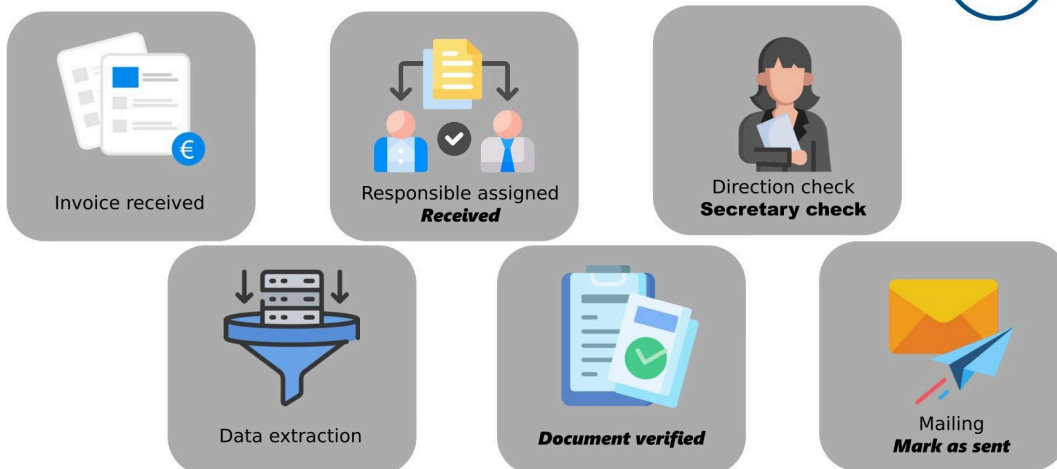 €
Invoice received
Responsible assigned
Received
Direction check
Secretary check
Data extraction
Document verified
Mailing
Mark as sent